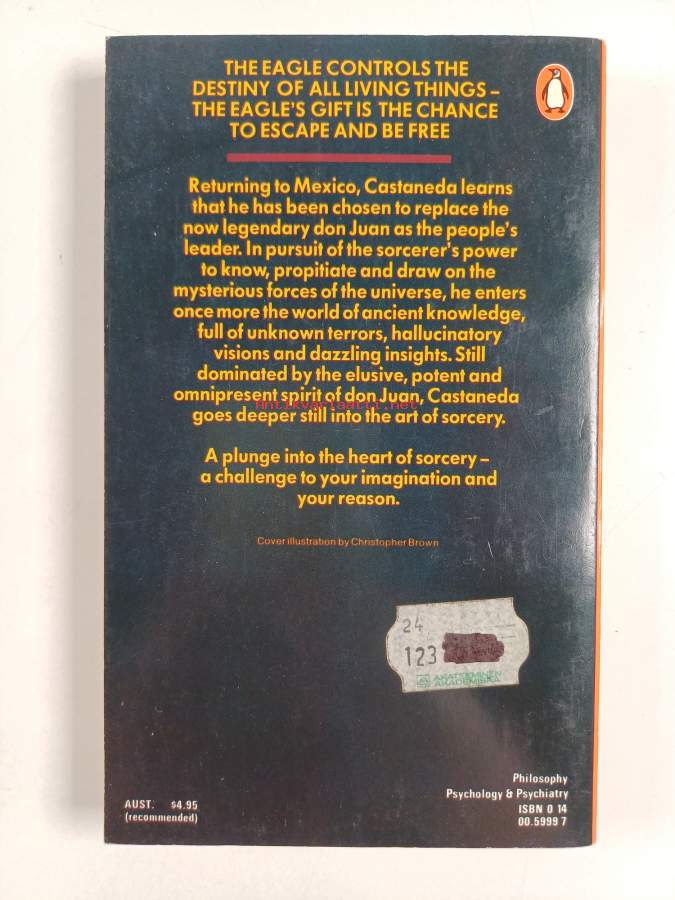 THE EAGLE CONTROLS THE
DESTINY OF ALL LIVING THINGS –
THE EAGLE'S GIFT IS THE CHANCE
TO ESCAPE AND BE FREE
Returning to Mexico, Castaneda learns
that he has been chosen to replace the
now legendary don Juan as the people's
leader. In pursuit of the sorcerer's power
to know, propitiate and draw on the
mysterious forces of the universe, he enters
once more the world of ancient knowledge,
full of unknown terrors, hallucinatory
visions and dazzling insights. Still
dominated by the elusive, potent and
omnipresent spirit of don Juan, Castaneda
Antikvariaatti.net
goes deeper still into the art of sorcery.
A plunge into the heart of sorcery –
a challenge to your imagination and
your reason.
Cover illustration by Christopher Brown
24
123
AKATEEMINEN
AKADEMISKA
Philosophy
Psychology & Psychiatry
ISBN 0 14
00.5999 7
AUST. $4.95
(recommended)